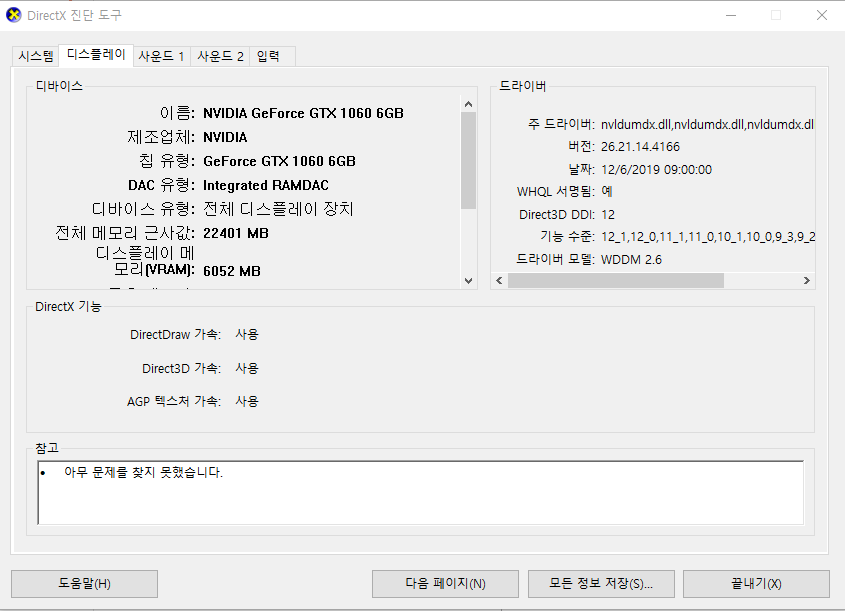 DirectX 진단 도구
시스템 디스플레이 사운드 1 사운드 2 입력
디바이스
이름: NVIDIA GeForce GTX 1060 6GB
제조업체: NVIDIA
칩 유형: GeForce GTX 1060 6GB
DAC 유형: Integrated RAMDAC
디바이스 유형: 전체 디스플레이 장치
전체 메모리 근사값: 22401 MB
디스플레이 메
모리(VRAM): 6052 MB
드라이버
주 드라이버: nvldumdx.dll,nvldumdx.dll,nvldumdx.dl
버전: 26.21.14.4166
날짜: 12/6/2019 09:00:00
WHQL 서명됨: 예
Direct3D DDI: 12
기능 수준: 12_1,12_0,11_1,11_0,10_1,10_0,9_3,9_2
드라이버 모델: WDDM 2.6
DirectX 기능
DirectDraw 가속: 사용
Direct3D 가속: 사용
AGP 텍스처 가속: 사용
참고
• 아무 문제를 찾지 못했습니다.
도움말(H) 다음 페이지(N) 모든 정보 저장(S)... 끝내기(X)